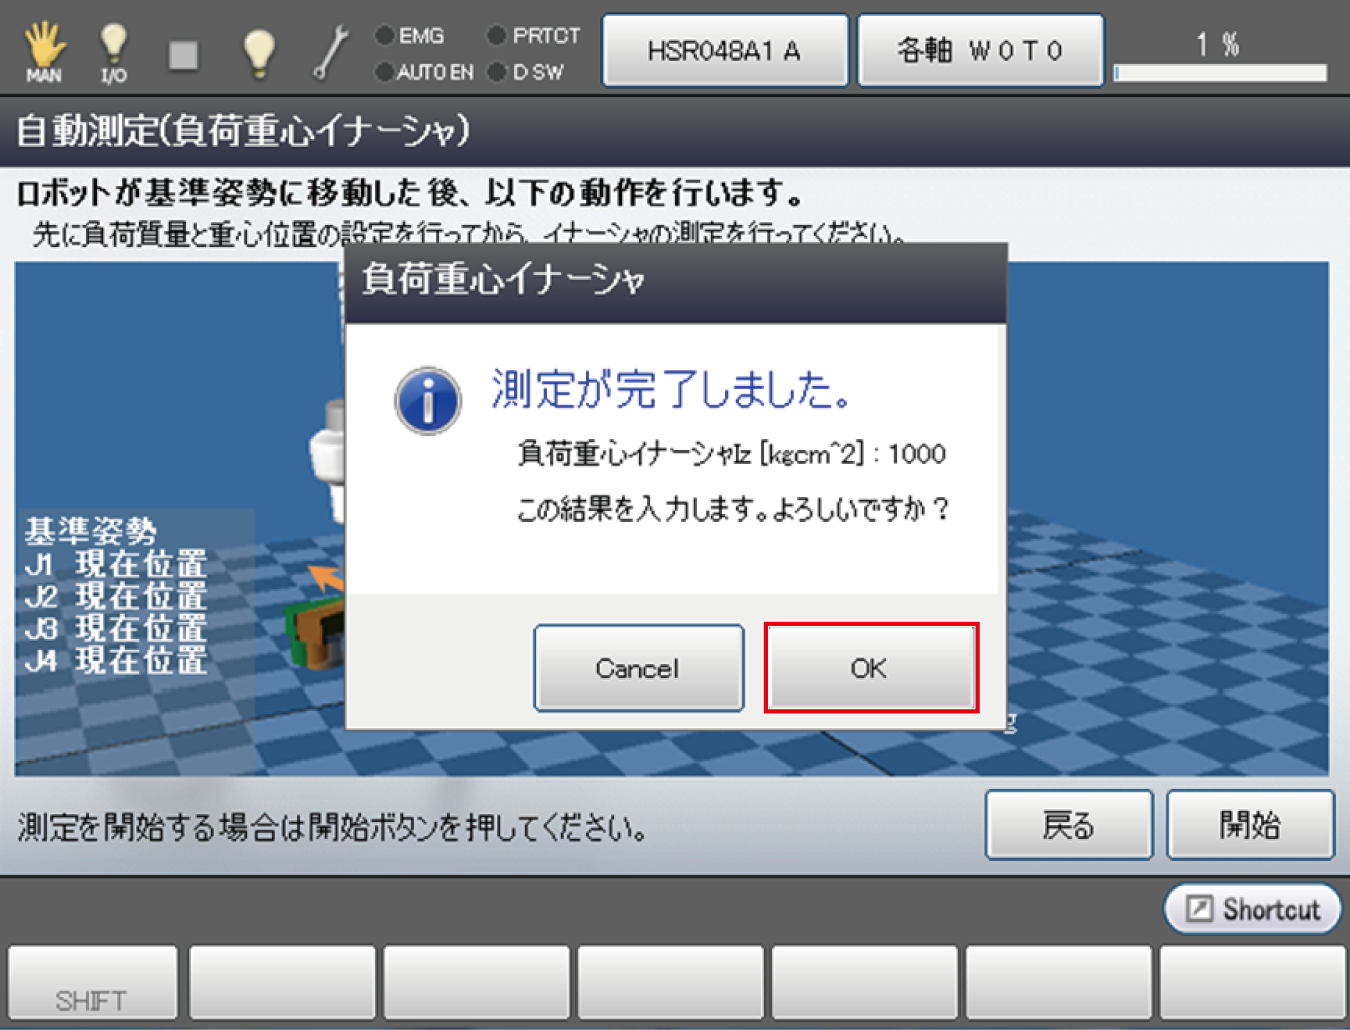 MAN
I/O
EMG
PRTCT
AUTO EN
D SW
HSR048A1 A
各軸 W 0 T 0
1 %
自動測定(負荷重心イナーシャ)
ロボットが基準姿勢に移動した後、以下の動作を行います。
先に負荷質量と重心位置の設定を行ってから、イナーシャの測定を行ってください。
負荷重心イナーシャ
測定が完了しました。
負荷重心イナーシャIz [kgcm^2] : 1000
この結果を入力します。よろしいですか？
基準姿勢
J1 現在位置
J2 現在位置
J3 現在位置
J4 現在位置
Cancel
OK
g
測定を開始する場合は開始ボタンを押してください。
戻る
開始
Shortcut
SHIFT